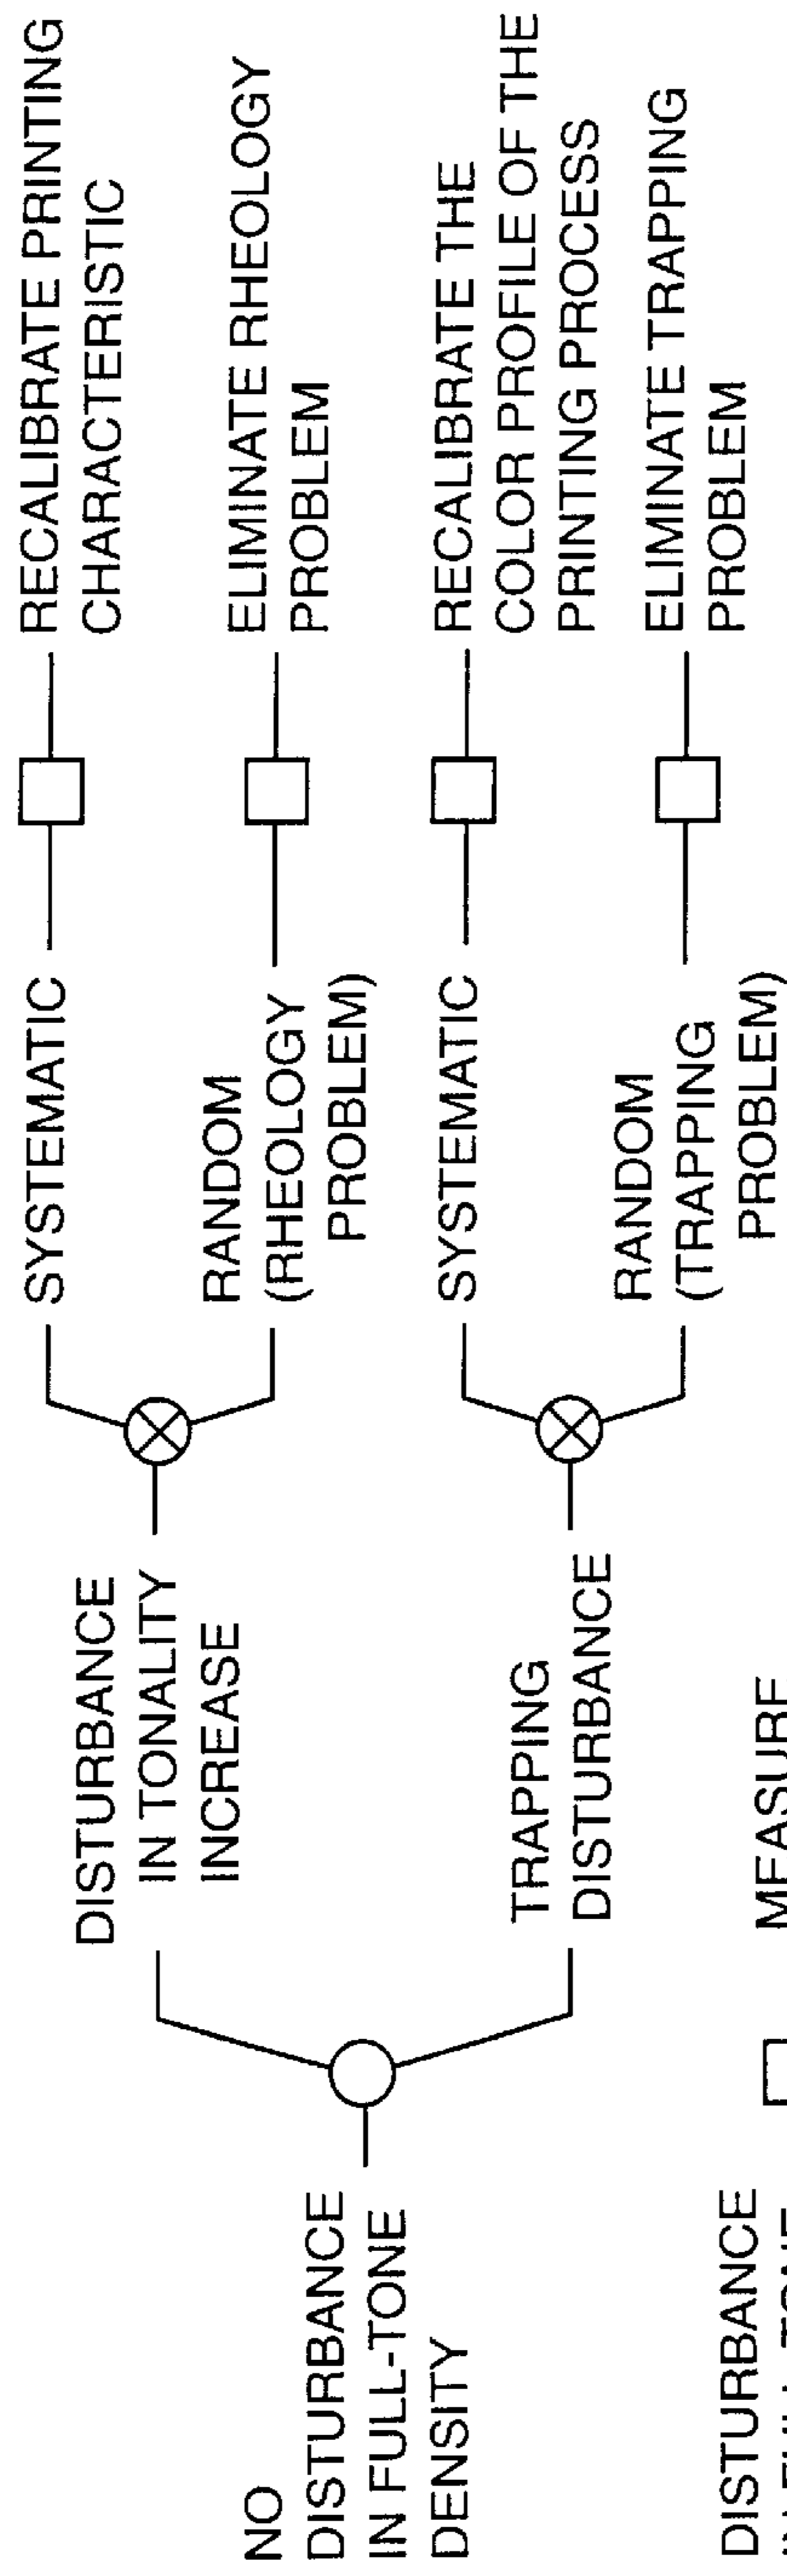 NO
DISTURBANCE
IN FULL-TONE
DENSITY
DISTURBANCE
IN TONALITY
INCREASE
SYSTEMATIC
RECALIBRATE PRINTING
CHARACTERISTIC
RANDOM
(RHEOLOGY
PROBLEM)
ELIMINATE RHEOLOGY
PROBLEM
TRAPPING
DISTURBANCE
SYSTEMATIC
RECALIBRATE THE
COLOR PROFILE OF THE
PRINTING PROCESS
RANDOM
(TRAPPING
PROBLEM)
ELIMINATE TRAPPING
PROBLEM
DISTURBANCE
MEASURE